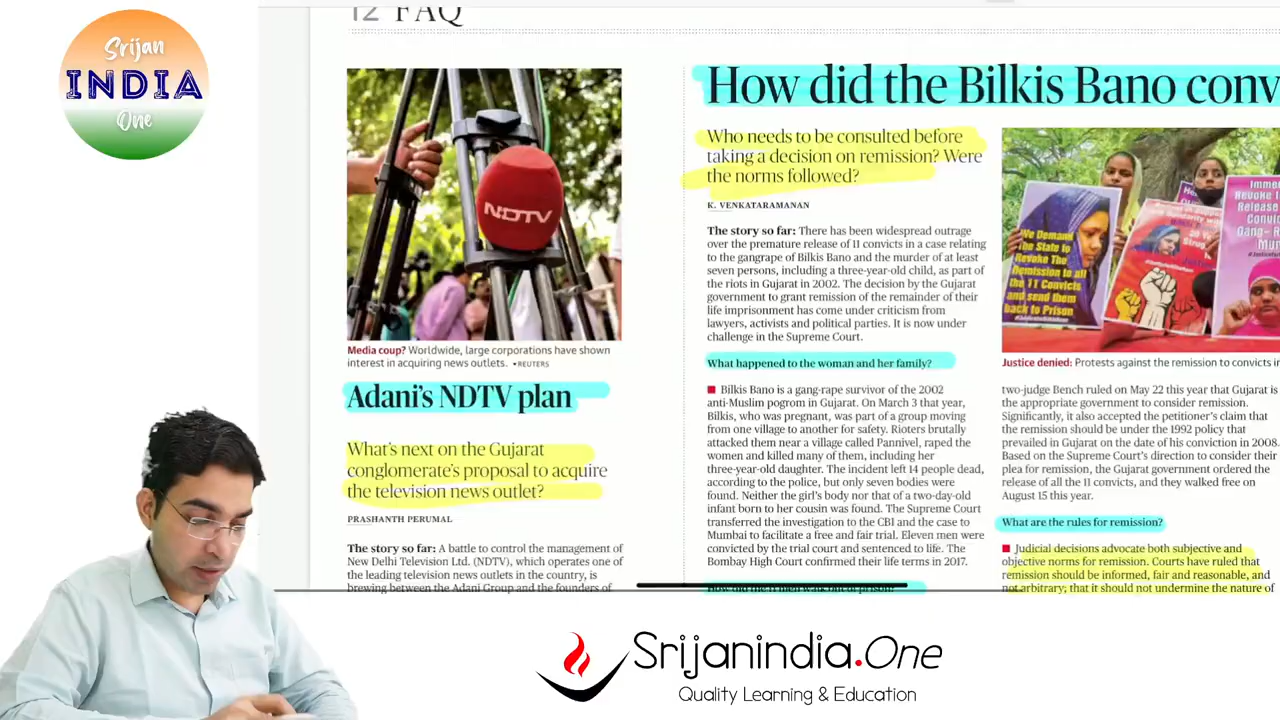 Srijan
INDIA
One
12 FAQ
NDTV
Media coup? Worldwide, large corporations have shown
interest in acquiring news outlets. • REUTERS
Adani's NDTV plan
What's next on the Gujarat
conglomerate's proposal to acquire
the television news outlet?
PRASHANTH PERUMAL
The story so far: A battle to control the management of
New Delhi Television Ltd. (NDTV), which operates one of
the leading television news outlets in the country, is
brewing between the Adani Group and the founders of
How did the Bilkis Bano conv
Who needs to be consulted before
taking a decision on remission? Were
the norms followed?
K. VENKATARAMANAN
The story so far: There has been widespread outrage
over the premature release of 11 convicts in a case relating
to the gangrape of Bilkis Bano and the murder of at least
seven persons, including a three-year-old child, as part of
the riots in Gujarat in 2002. The decision by the Gujarat
government to grant remission of the remainder of their
life imprisonment has come under criticism from
lawyers, activists and political parties. It is now under
challenge in the Supreme Court.
What happened to the woman and her family?
■ Bilkis Bano is a gang-rape survivor of the 2002
anti-Muslim pogrom in Gujarat. On March 3 that year,
Bilkis, who was pregnant, was part of a group moving
from one village to another for safety. Rioters brutally
attacked them near a village called Pannivel, raped the
women and killed many of them, including her
three-year-old daughter. The incident left 14 people dead,
according to the police, but only seven bodies were
found. Neither the girl's body nor that of a two-day-old
infant born to her cousin was found. The Supreme Court
transferred the investigation to the CBI and the case to
Mumbai to facilitate a free and fair trial. Eleven men were
convicted by the trial court and sentenced to life. The
Bombay High Court confirmed their life terms in 2017.
How did the 11 men walk out of prison?
We Demand
The State to
Revoke The
Remission to all
the 11 Convicts
and send them
back to Prison
Revoke
Release
Justice denied: Protests against the remission to convicts in
two-judge Bench ruled on May 22 this year that Gujarat is
the appropriate government to consider remission.
Significantly, it also accepted the petitioner's claim that
the remission should be under the 1992 policy that
prevailed in Gujarat on the date of his conviction in 2008.
Based on the Supreme Court's direction to consider their
plea for remission, the Gujarat government ordered the
release of all the 11 convicts, and they walked free on
August 15 this year.
What are the rules for remission?
■ Judicial decisions advocate both subjective and
objective norms for remission. Courts have ruled that
remission should be informed, fair and reasonable, and
not arbitrary; that it should not undermine the nature of
Srijanindia.One
Quality Learning & Education